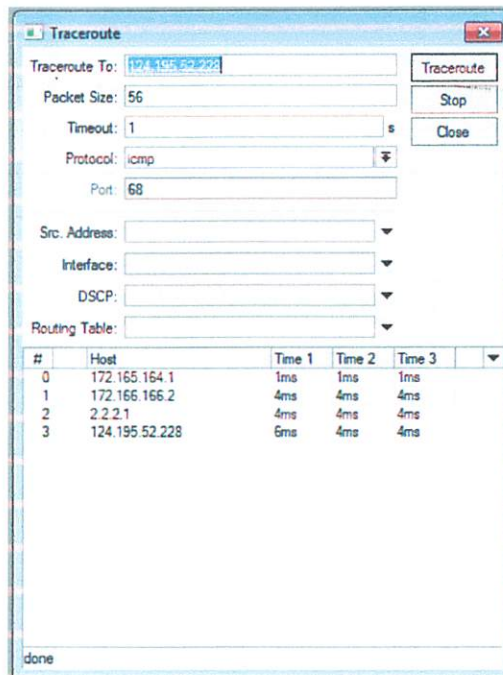 Traceroute
Traceroute To: 124.195.52.228 Traceroute
Packet Size: 56 Stop
Timeout: 1 s Close
Protocol: icmp
Port: 68
Src. Address:
Interface:
DSCP:
Routing Table:
# Host Time 1 Time 2 Time 3
0 172.165.164.1 1ms 1ms 1ms
1 172.166.166.2 4ms 4ms 4ms
2 2.2.2.1 4ms 4ms 4ms
3 124.195.52.228 6ms 4ms 4ms
done